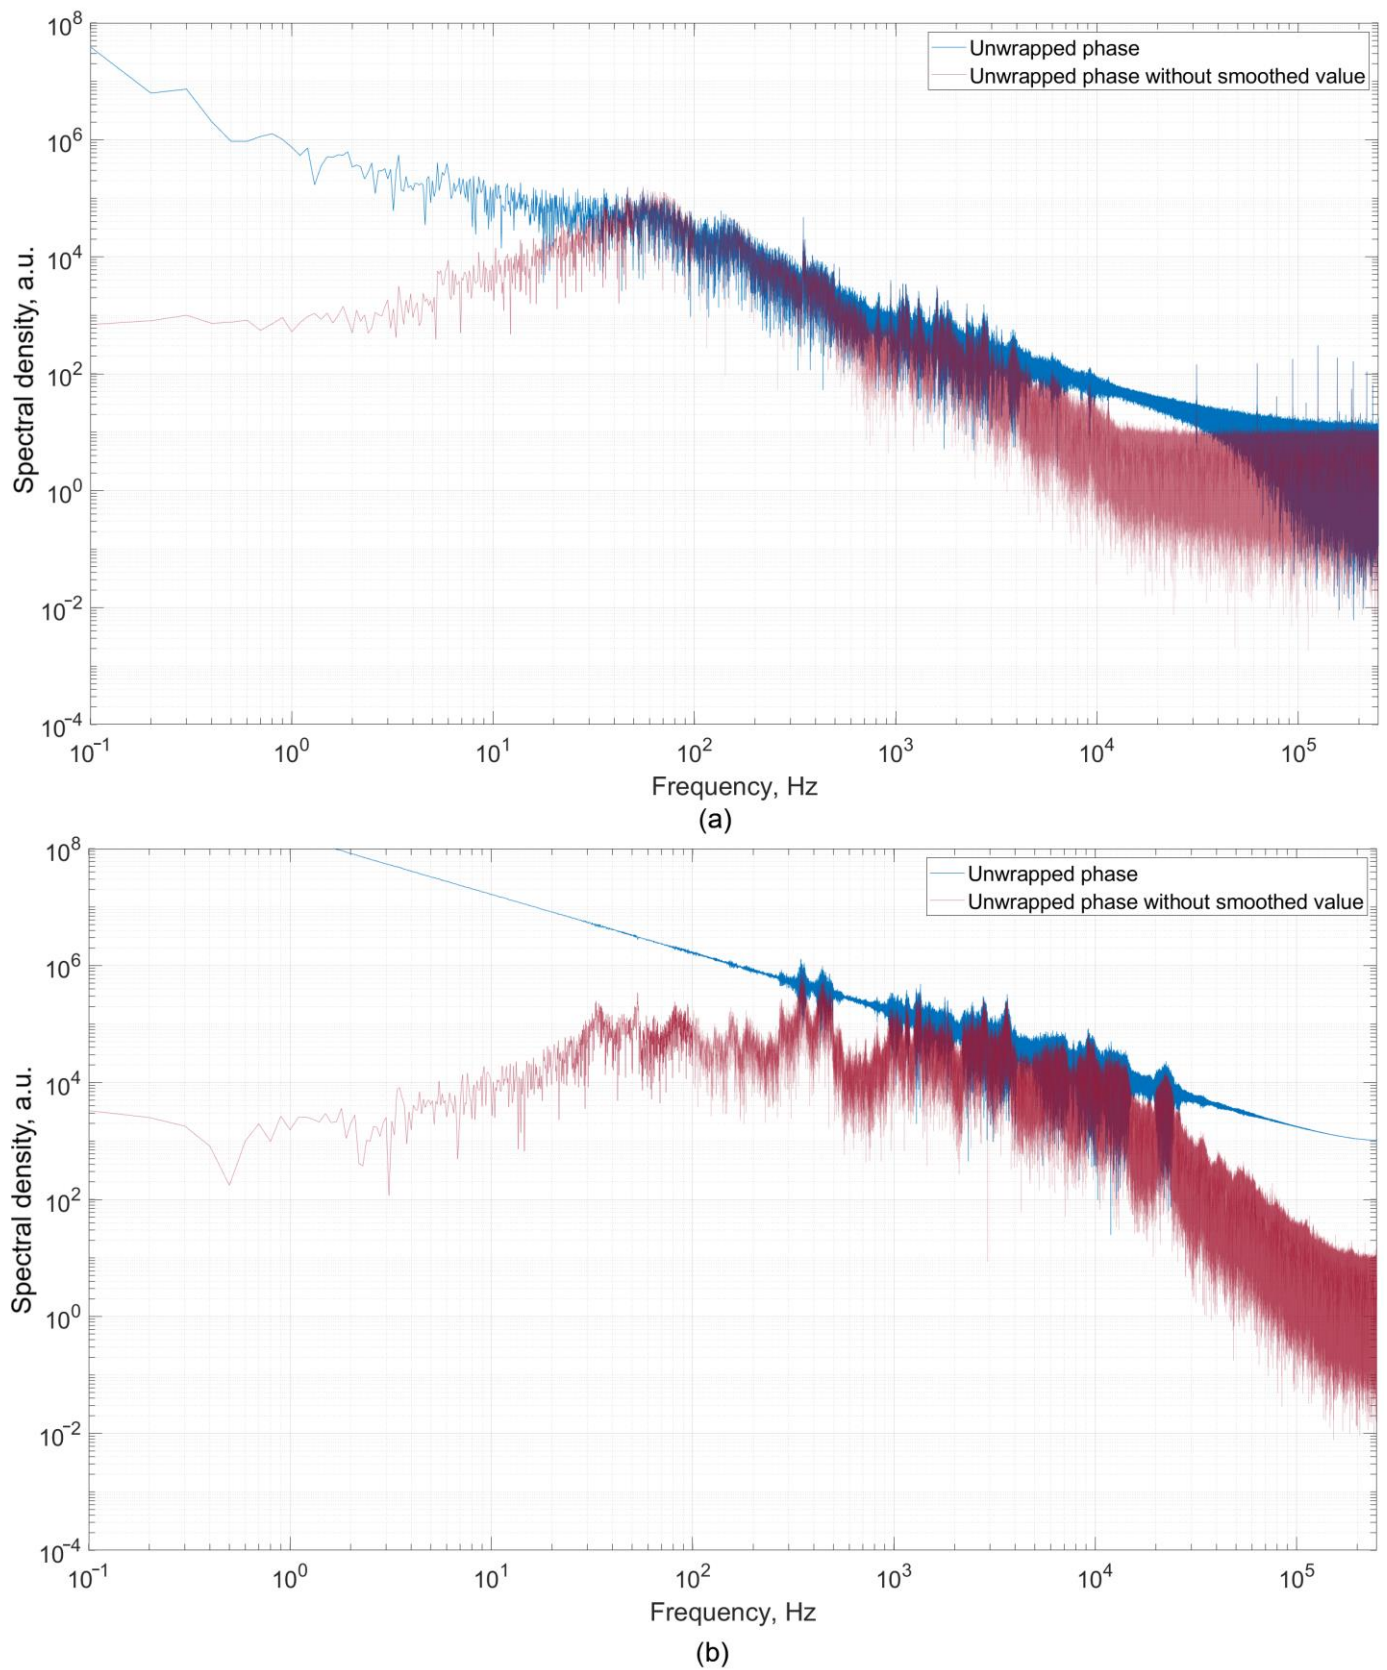 10^8
Unwrapped phase
Unwrapped phase without smoothed value
10^6
10^4
Spectral density, a.u.
10^2
10^0
10^-2
10^-4
10^-1 10^0 10^1 10^2 10^3 10^4 10^5
Frequency, Hz
(a)
10^8
Unwrapped phase
Unwrapped phase without smoothed value
10^6
10^4
Spectral density, a.u.
10^2
10^0
10^-2
10^-4
10^-1 10^0 10^1 10^2 10^3 10^4 10^5
Frequency, Hz
(b)